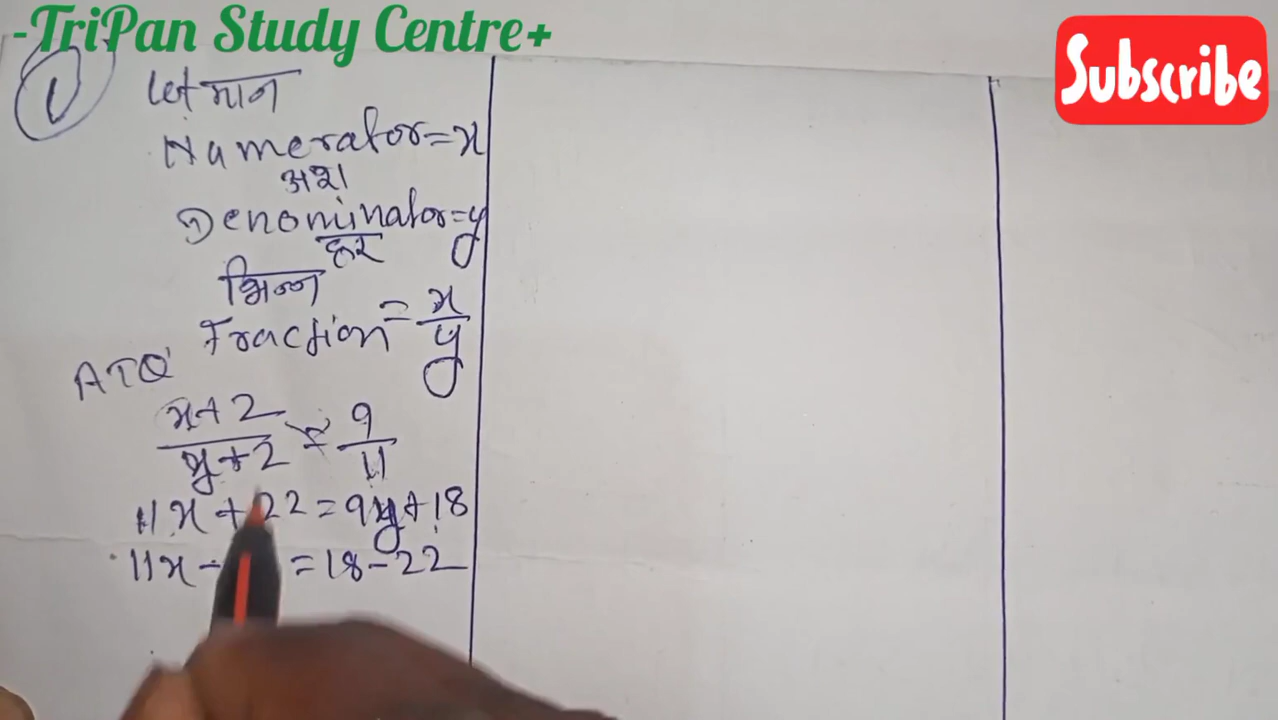 -TriPan Study Centre+
Subscribe
1
Let मान
Numerator=x
अंश
Denominator=y
हर
भिन्न
Fraction = x/y
ATQ
x+2/y+2 = 9/11
11x+22=9y+18
11x- =18-22